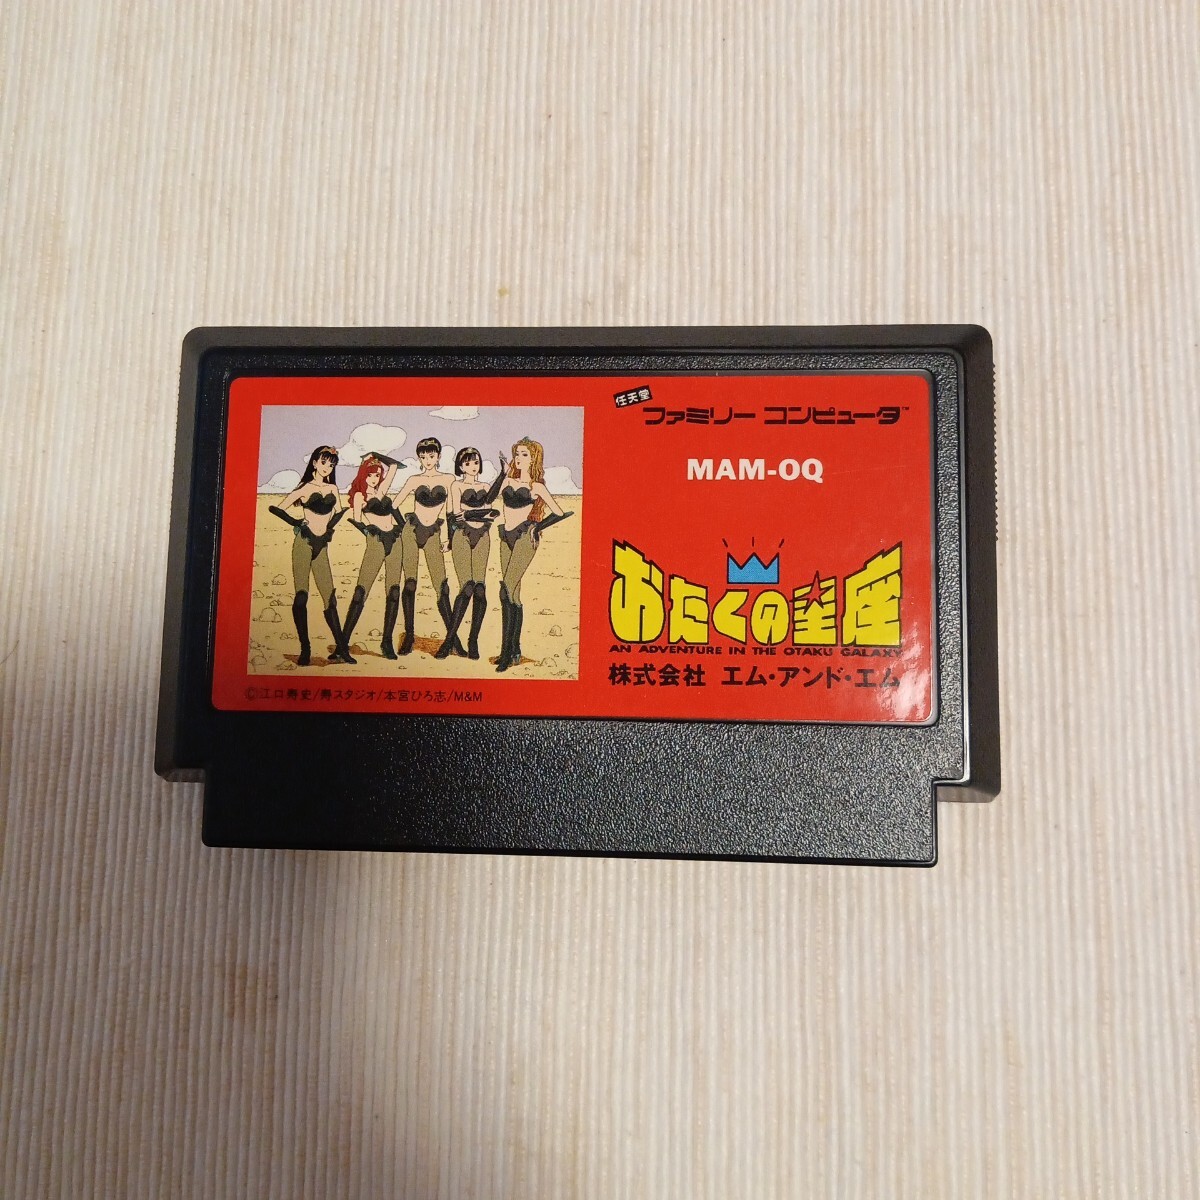 任天堂
ファミリー コンピュータ™
MAM-OQ
おたくの星座
AN ADVENTURE IN THE OTAKU GALAXY
株式会社 エム・アンド・エム
©江口寿史/寿スタジオ/本宮ひろ志/M&M